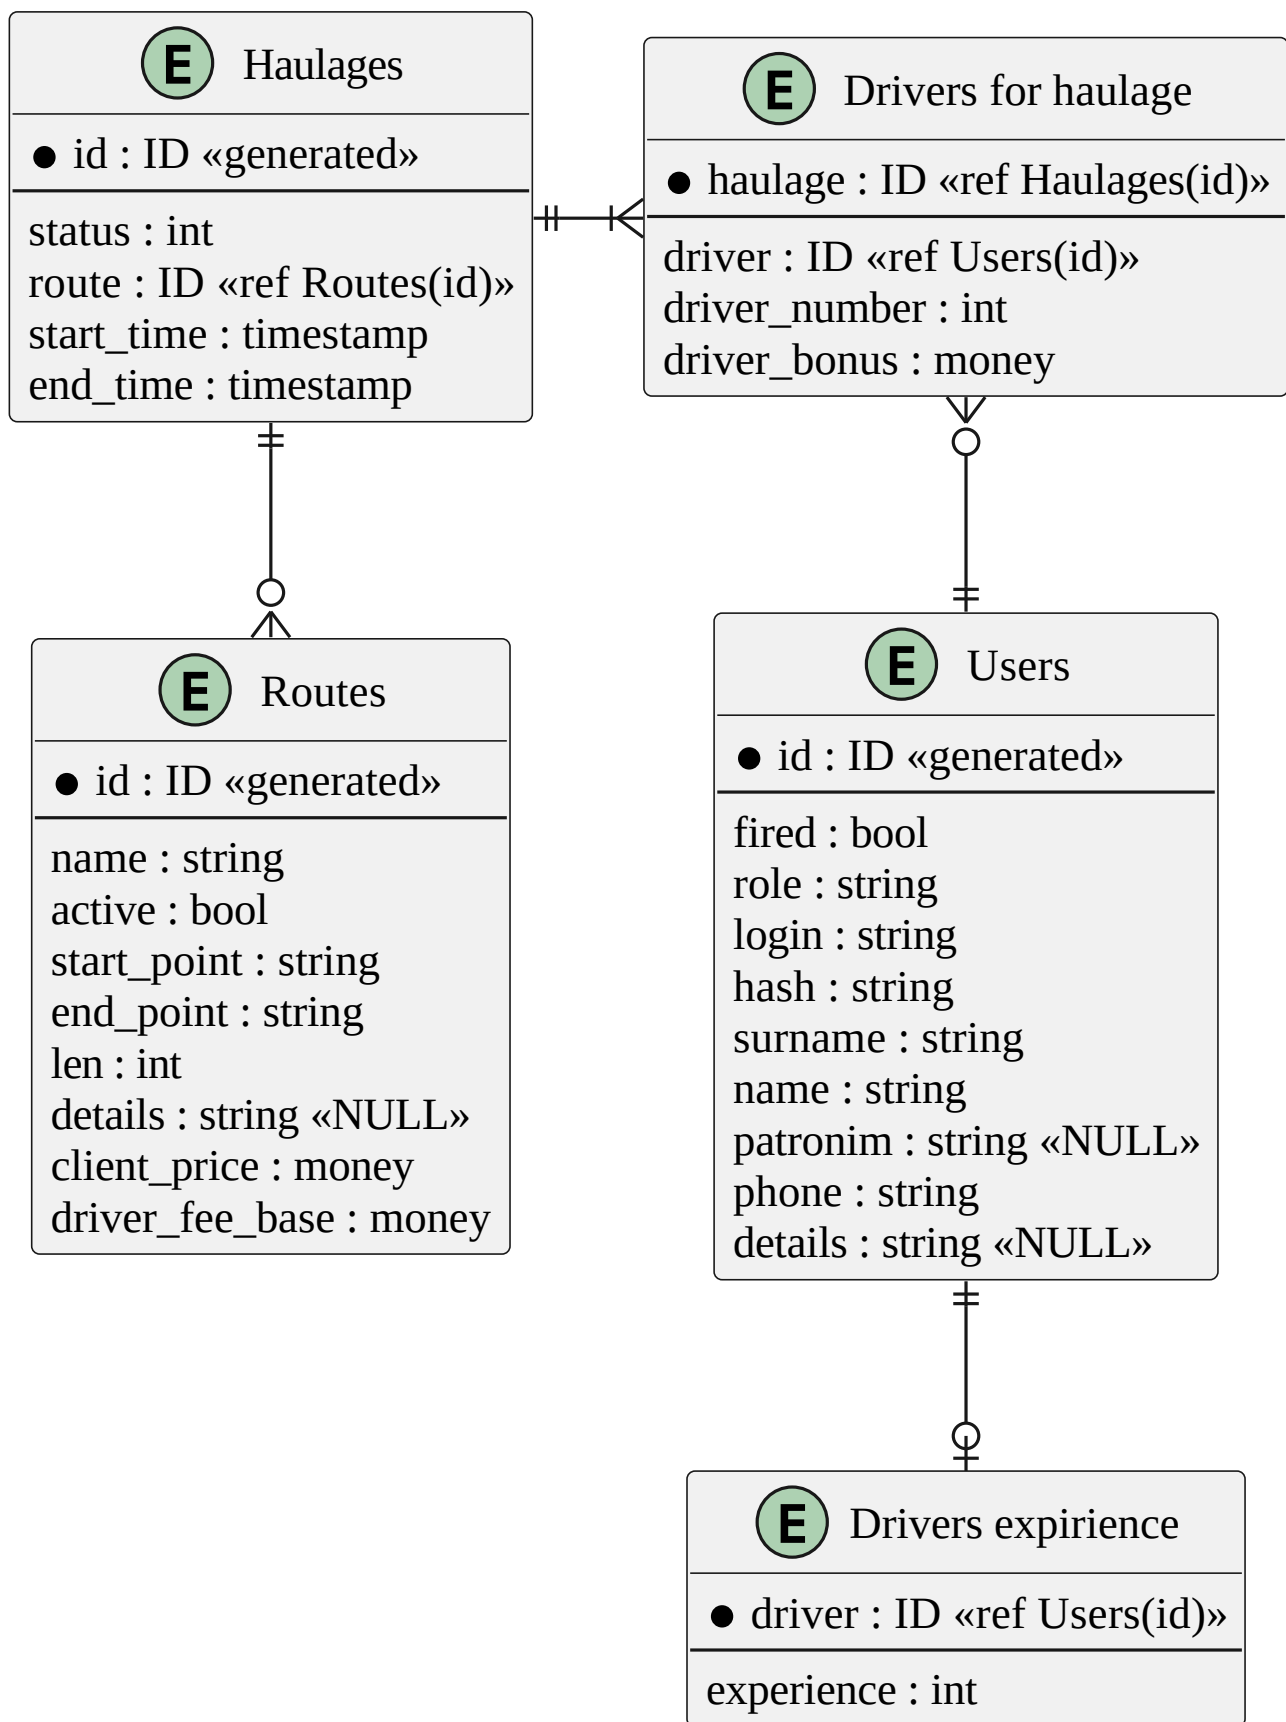 E Haulages
id : ID «generated»
status : int
route : ID «ref Routes(id)»
start_time : timestamp
end_time : timestamp
E Drivers for haulage
haulage : ID «ref Haulages(id)»
driver : ID «ref Users(id)»
driver_number : int
driver_bonus : money
E Routes
id : ID «generated»
name : string
active : bool
start_point : string
end_point : string
len : int
details : string «NULL»
client_price : money
driver_fee_base : money
E Users
id : ID «generated»
fired : bool
role : string
login : string
hash : string
surname : string
name : string
patronim : string «NULL»
phone : string
details : string «NULL»
E Drivers expirience
driver : ID «ref Users(id)»
experience : int